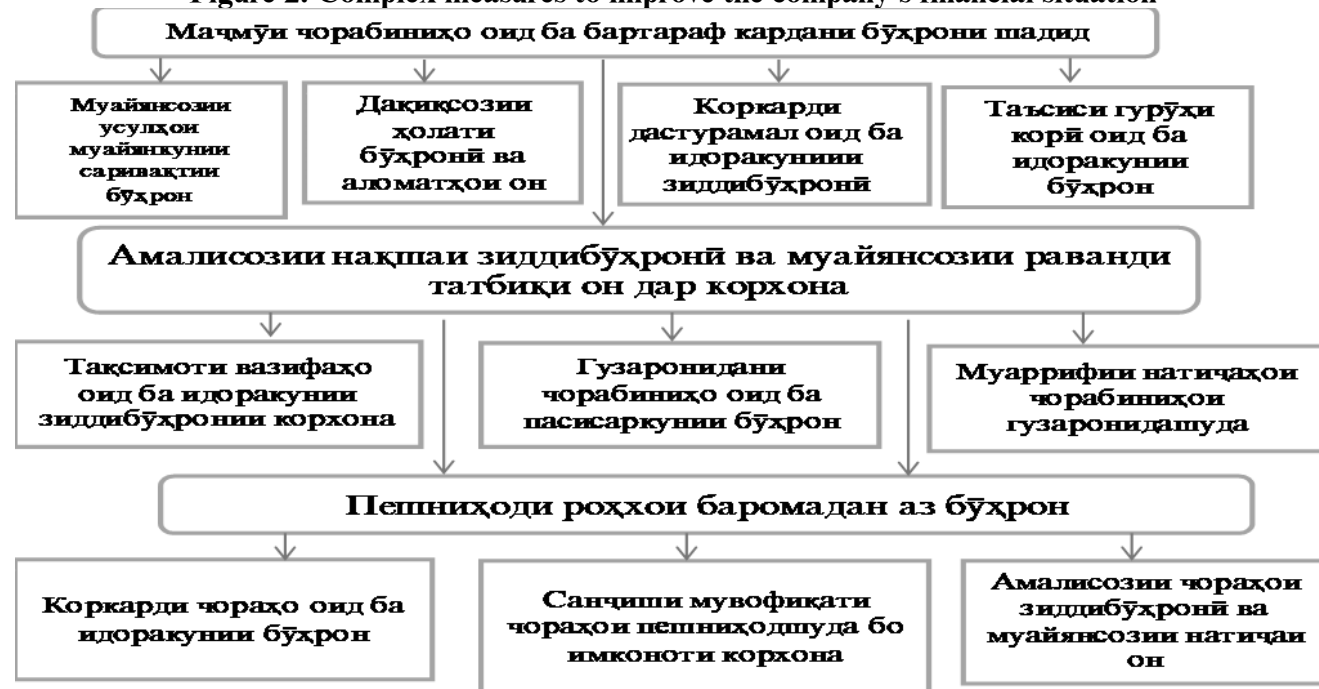 Figure 2. Complex measures to improve the company's financial situation
Маҷмӯи чорабиниҳо оид ба бартараф кардани бӯҳрони шадид
Муайянсозии
усулҳои
муайянкунии
саривақтии
бӯҳрон
Дақиқсозии
ҳолати
бӯҳронӣ ва
аломатҳои он
Коркарди
дастурамал оид ба
идоракуниии
зиддибӯҳронӣ
Таъсиси гурӯҳи
корӣ оид ба
идоракунии
бӯҳрон
Амалисозии нақшаи зиддибӯҳронӣ ва муайянсозии раванди
татбиқи он дар корхона
Тақсимоти вазифаҳо
оид ба идоракунии
зиддибӯҳронии корхона
Гузаронидани
чорабиниҳо оид ба
пасисаркунии бӯҳрон
Муаррифии натиҷаҳои
чорабиниҳои
гузаронидашуда
Пешниҳоди роҳҳои баромадан аз бӯҳрон
Коркарди чораҳо оид ба
идоракунии бӯҳрон
Санҷиши мувофиқати
чораҳои пешниҳодшуда бо
имконоти корхона
Амалисозии чораҳои
зиддибӯҳронӣ ва
муайянсозии натиҷаи
он